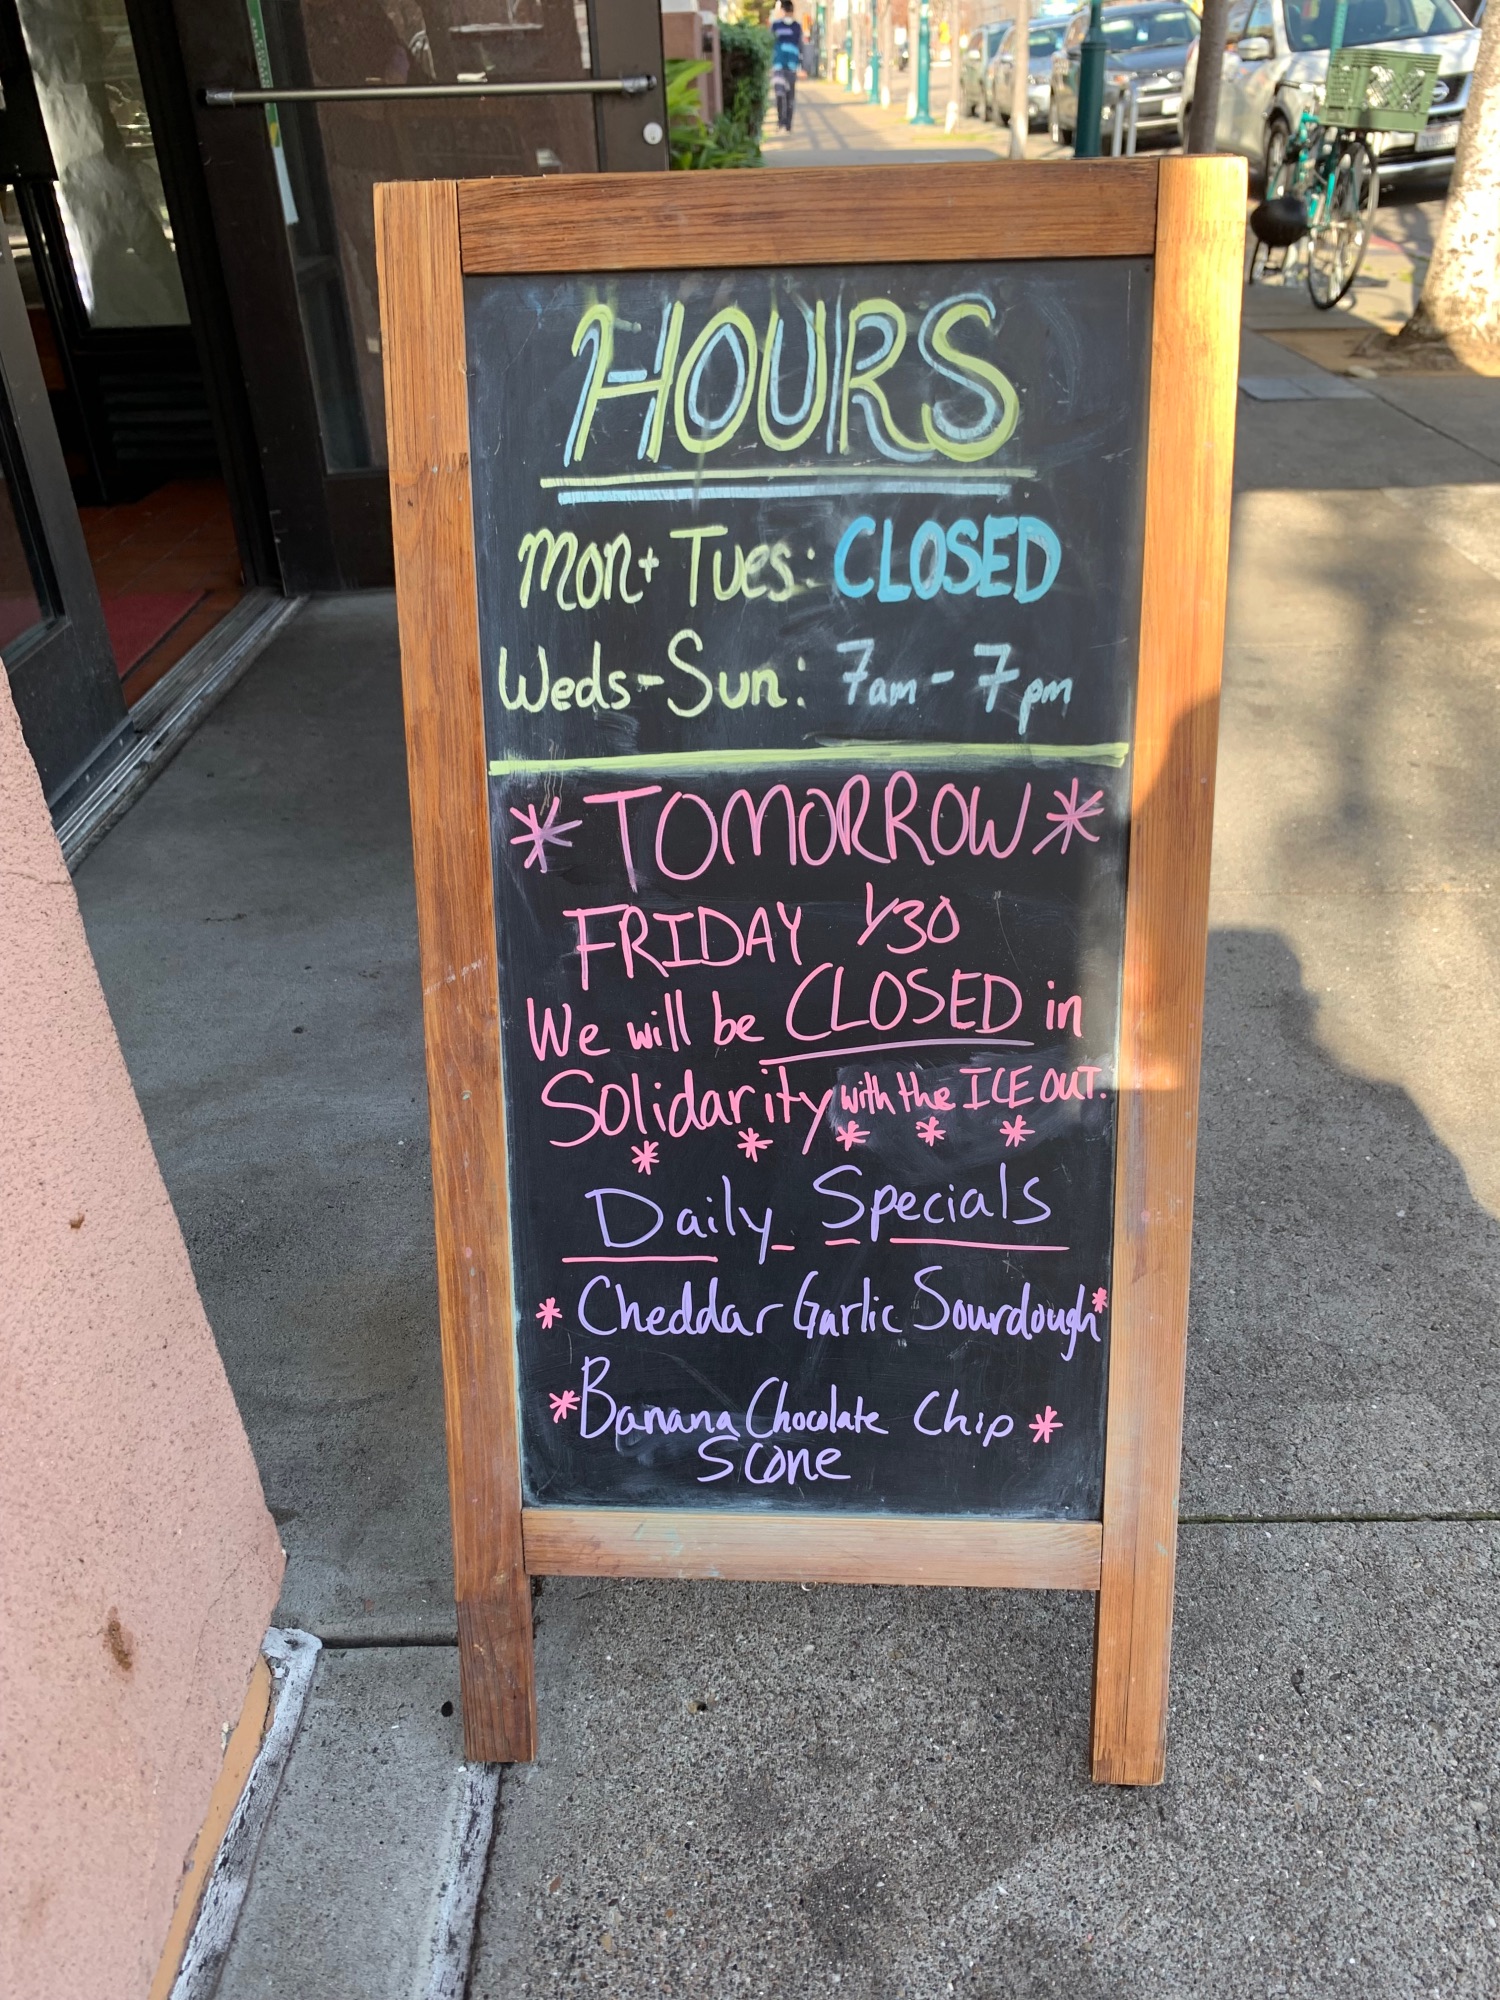 HOURS
Mon + Tues: CLOSED
Weds-Sun: 7am - 7pm
* TOMORROW *
FRIDAY 1/30
We will be CLOSED in
Solidarity with the ICE OUT.
* * * * *
Daily Specials
* Cheddar Garlic Sourdough *
* Banana Chocolate Chip *
Scone